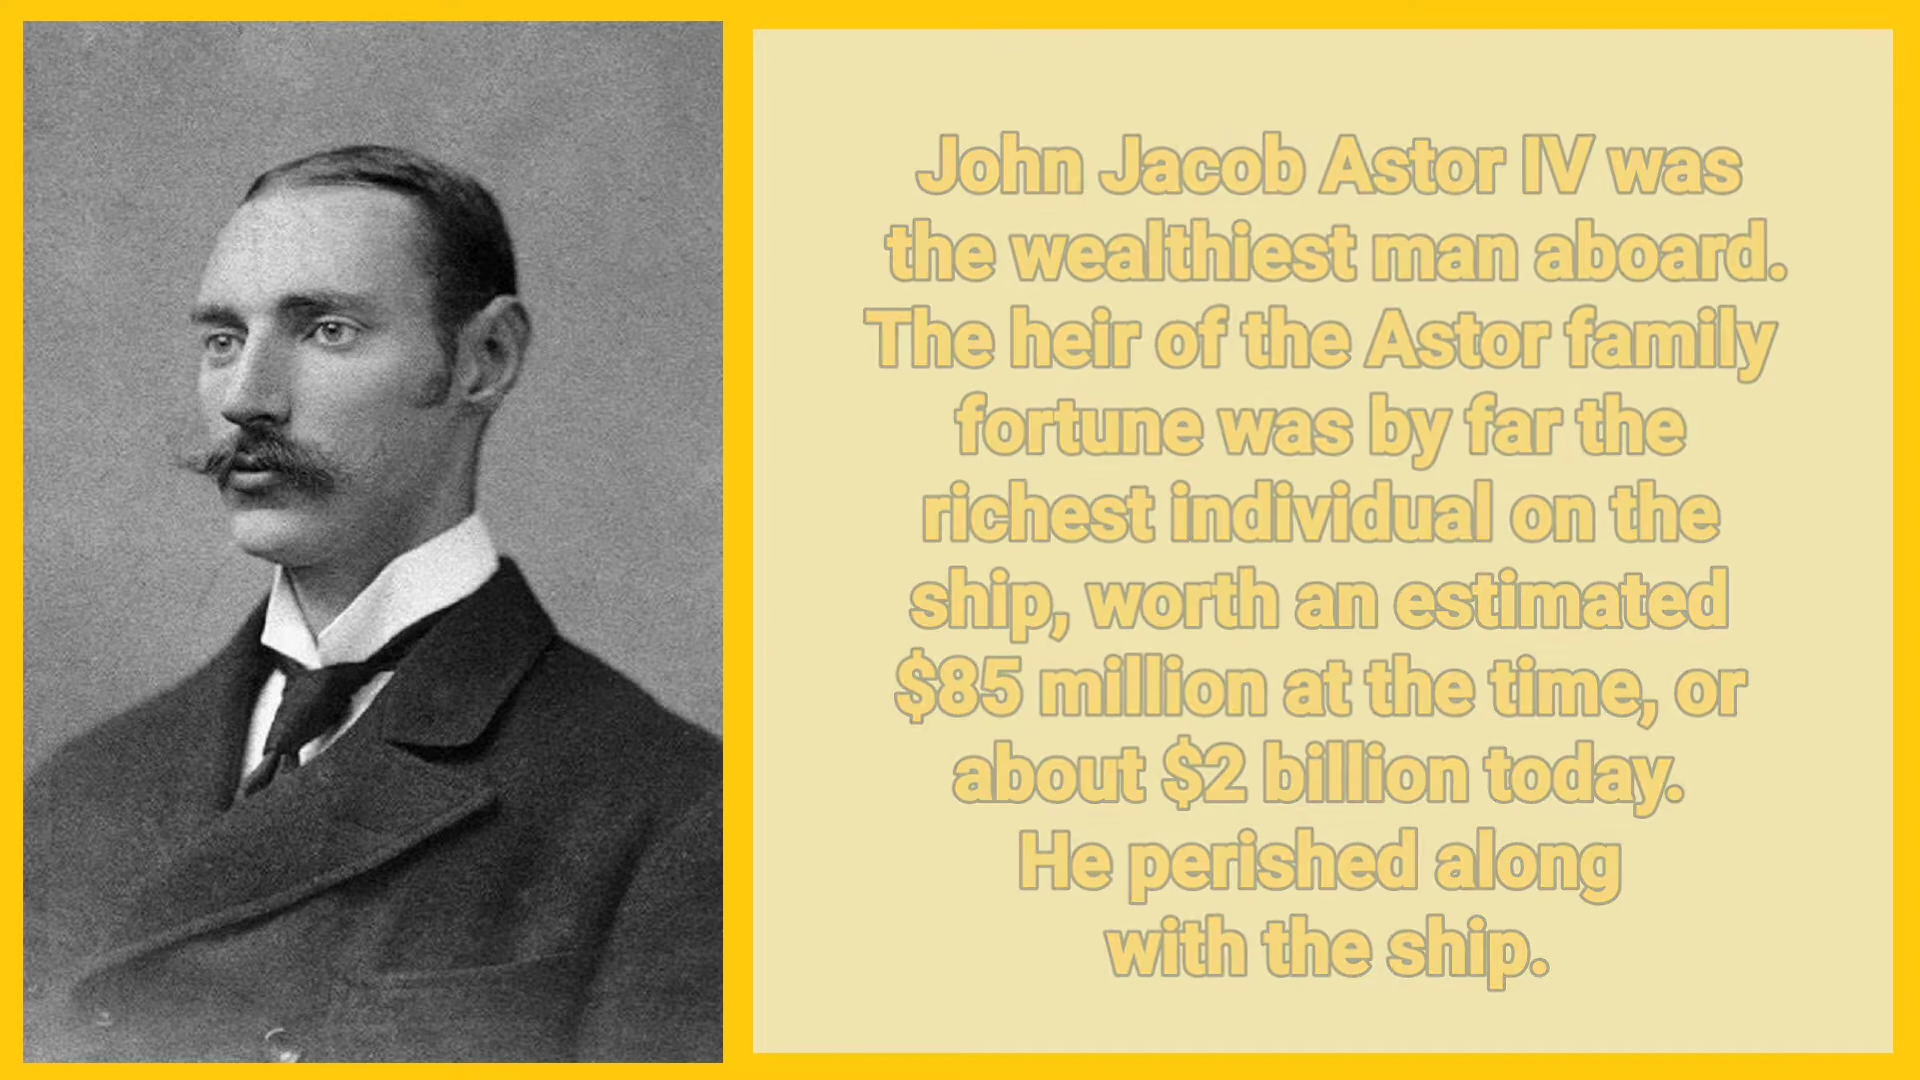 John Jacob Astor IV was
the wealthiest man aboard.
The heir of the Astor family
fortune was by far the
richest individual on the
ship, worth an estimated
$85 million at the time, or
about $2 billion today.
He perished along
with the ship.